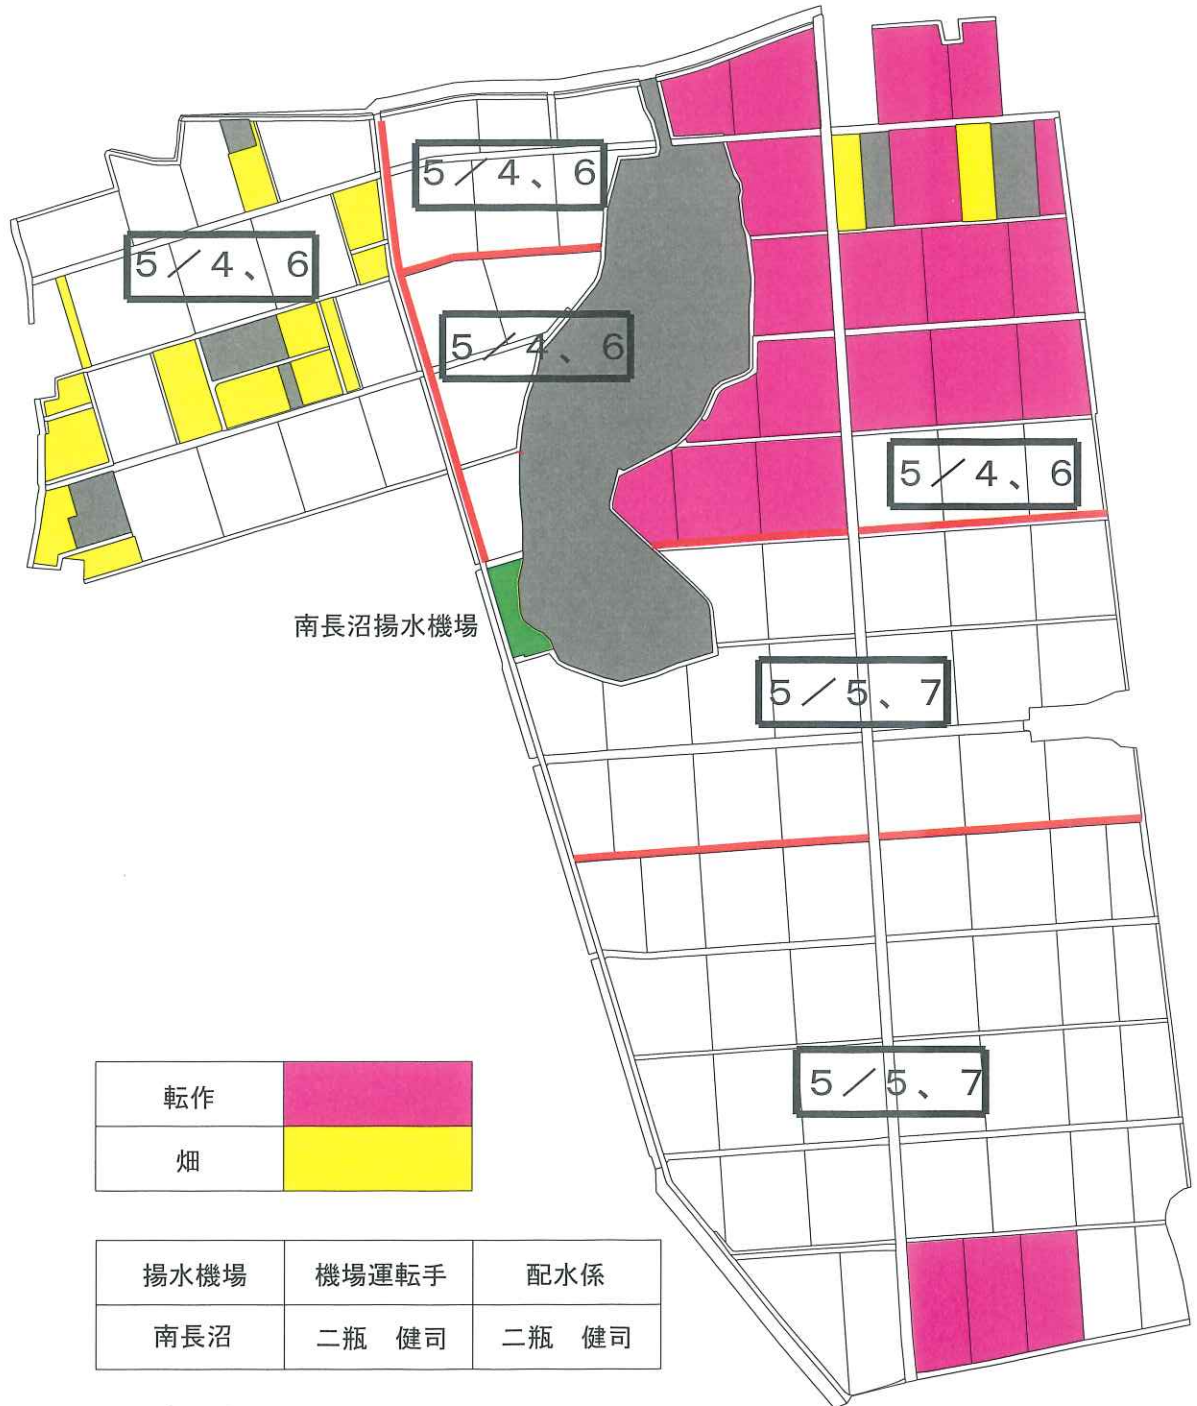 5／4、6
5／4、6
5／4、6
5／4、6
南長沼揚水機場
5／5、7
5／5、7
転作
畑
揚水機場 機場運転手 配水係
南長沼 二瓶　健司 二瓶　健司